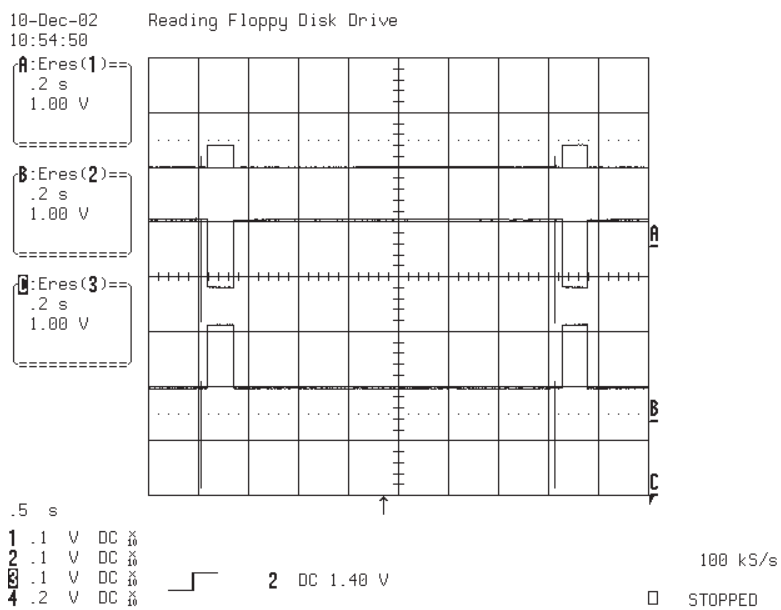 10-Dec-02
10:54:50
Reading Floppy Disk Drive
A:Eres(1)
.2 s
1.00 V
B:Eres(2)
.2 s
1.00 V
C:Eres(3)
.2 s
1.00 V
A
B
C
.5 s
1 .1 V DC X10
2 .1 V DC X10
3 .1 V DC X10
4 .2 V DC X10
2 DC 1.40 V
100 kS/s
STOPPED